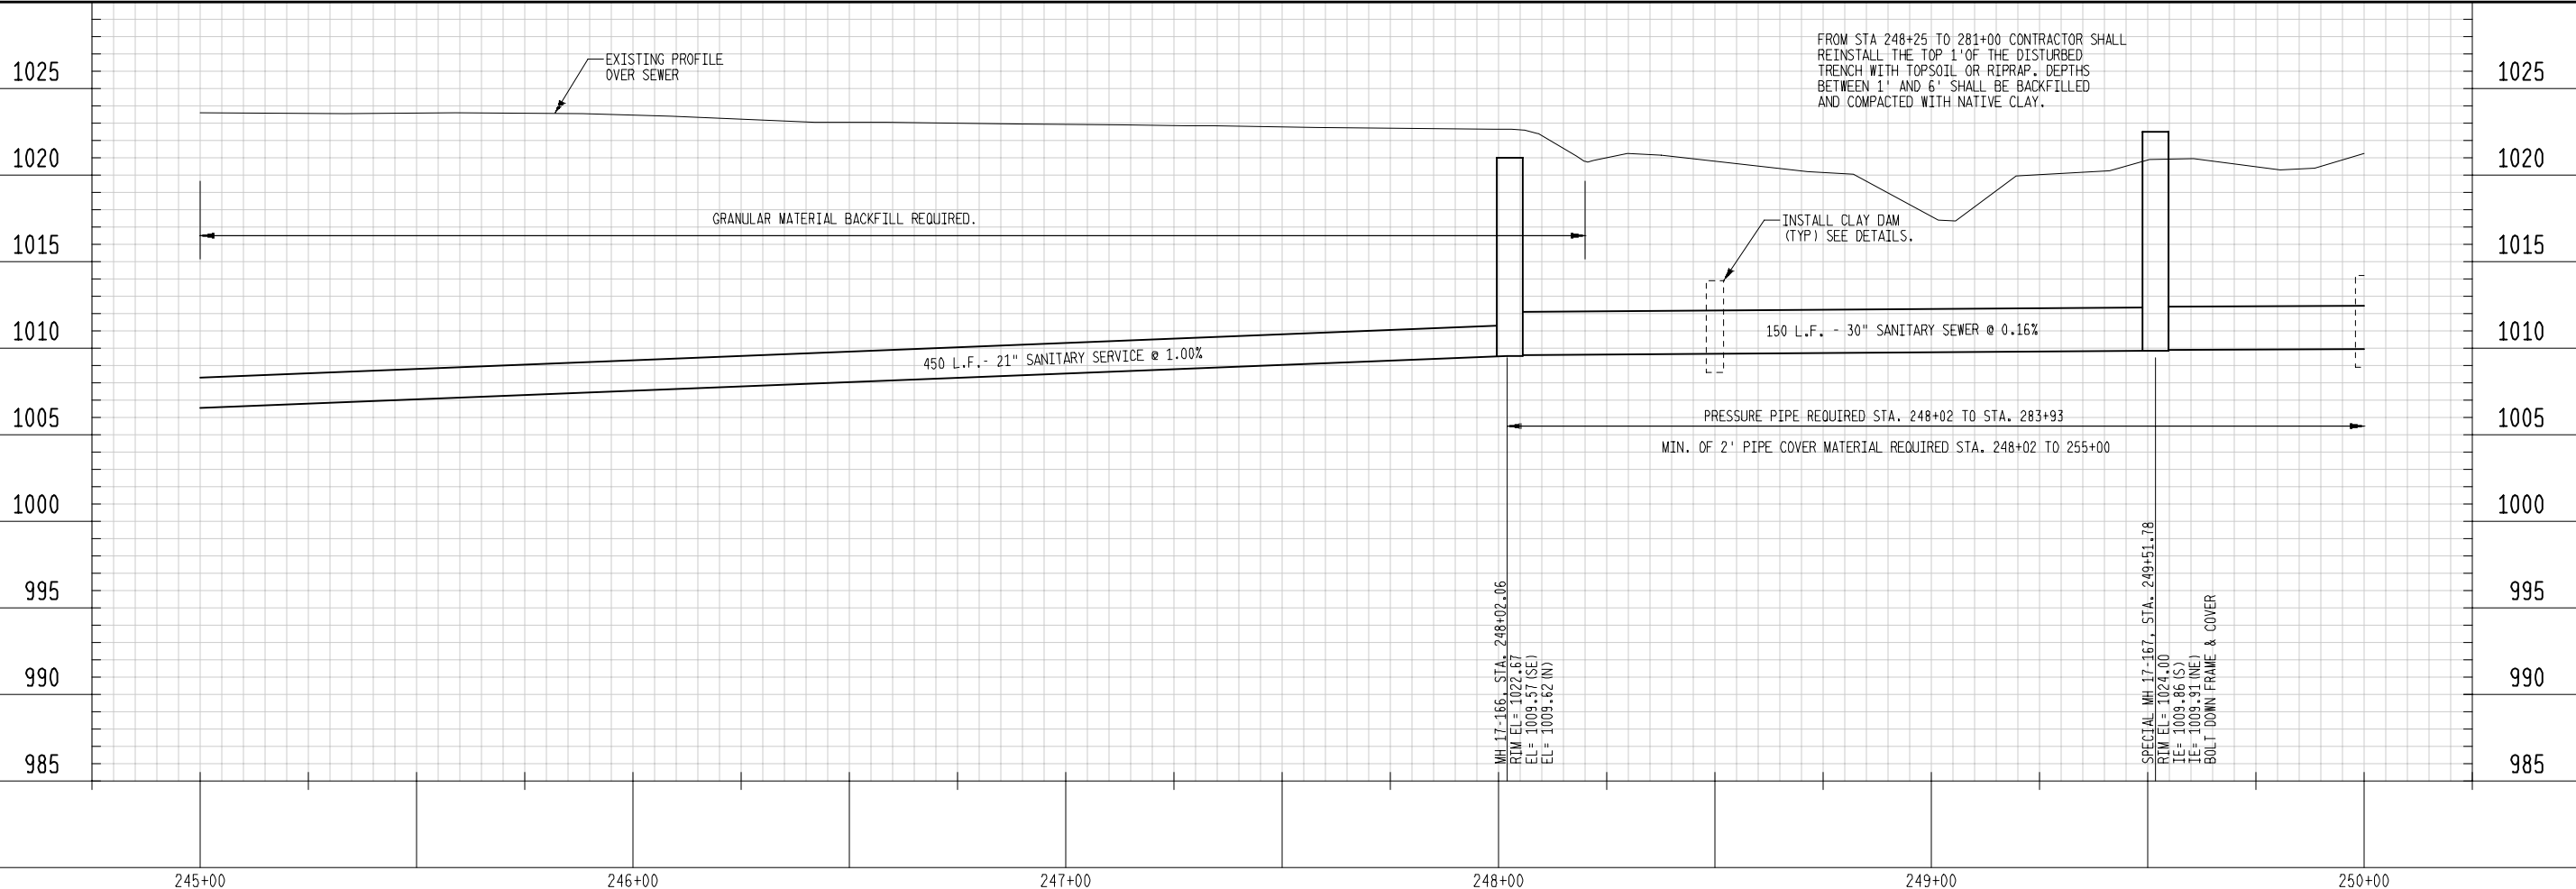 EXISTING PROFILE
OVER SEWER
FROM STA 248+25 TO 281+00 CONTRACTOR SHALL
REINSTALL THE TOP 1'OF THE DISTURBED
TRENCH WITH TOPSOIL OR RIPRAP. DEPTHS
BETWEEN 1' AND 6' SHALL BE BACKFILLED
AND COMPACTED WITH NATIVE CLAY.
1025
1025
1020
1020
GRANULAR MATERIAL BACKFILL REQUIRED.
INSTALL CLAY DAM
(TYP) SEE DETAILS.
1015
1015
1010
1010
450 L.F.- 21" SANITARY SERVICE @ 1.00%
150 L.F. - 30" SANITARY SEWER @ 0.16%
1005
1005
PRESSURE PIPE REQUIRED STA. 248+02 TO STA. 283+93
MIN. OF 2' PIPE COVER MATERIAL REQUIRED STA. 248+02 TO 255+00
1000
1000
995
995
990
990
985
985
MH 17-166, STA. 248+02.06
RIM EL= 1022.67
EL= 1009.57(SE)
EL= 1009.62(N)
SPECIAL MH 17-167, STA. 249+51.78
RIM EL= 1024.00
IE= 1009.86(S)
IE= 1009.91(NE)
BOLT DOWN FRAME & COVER
245+00
246+00
247+00
248+00
249+00
250+00